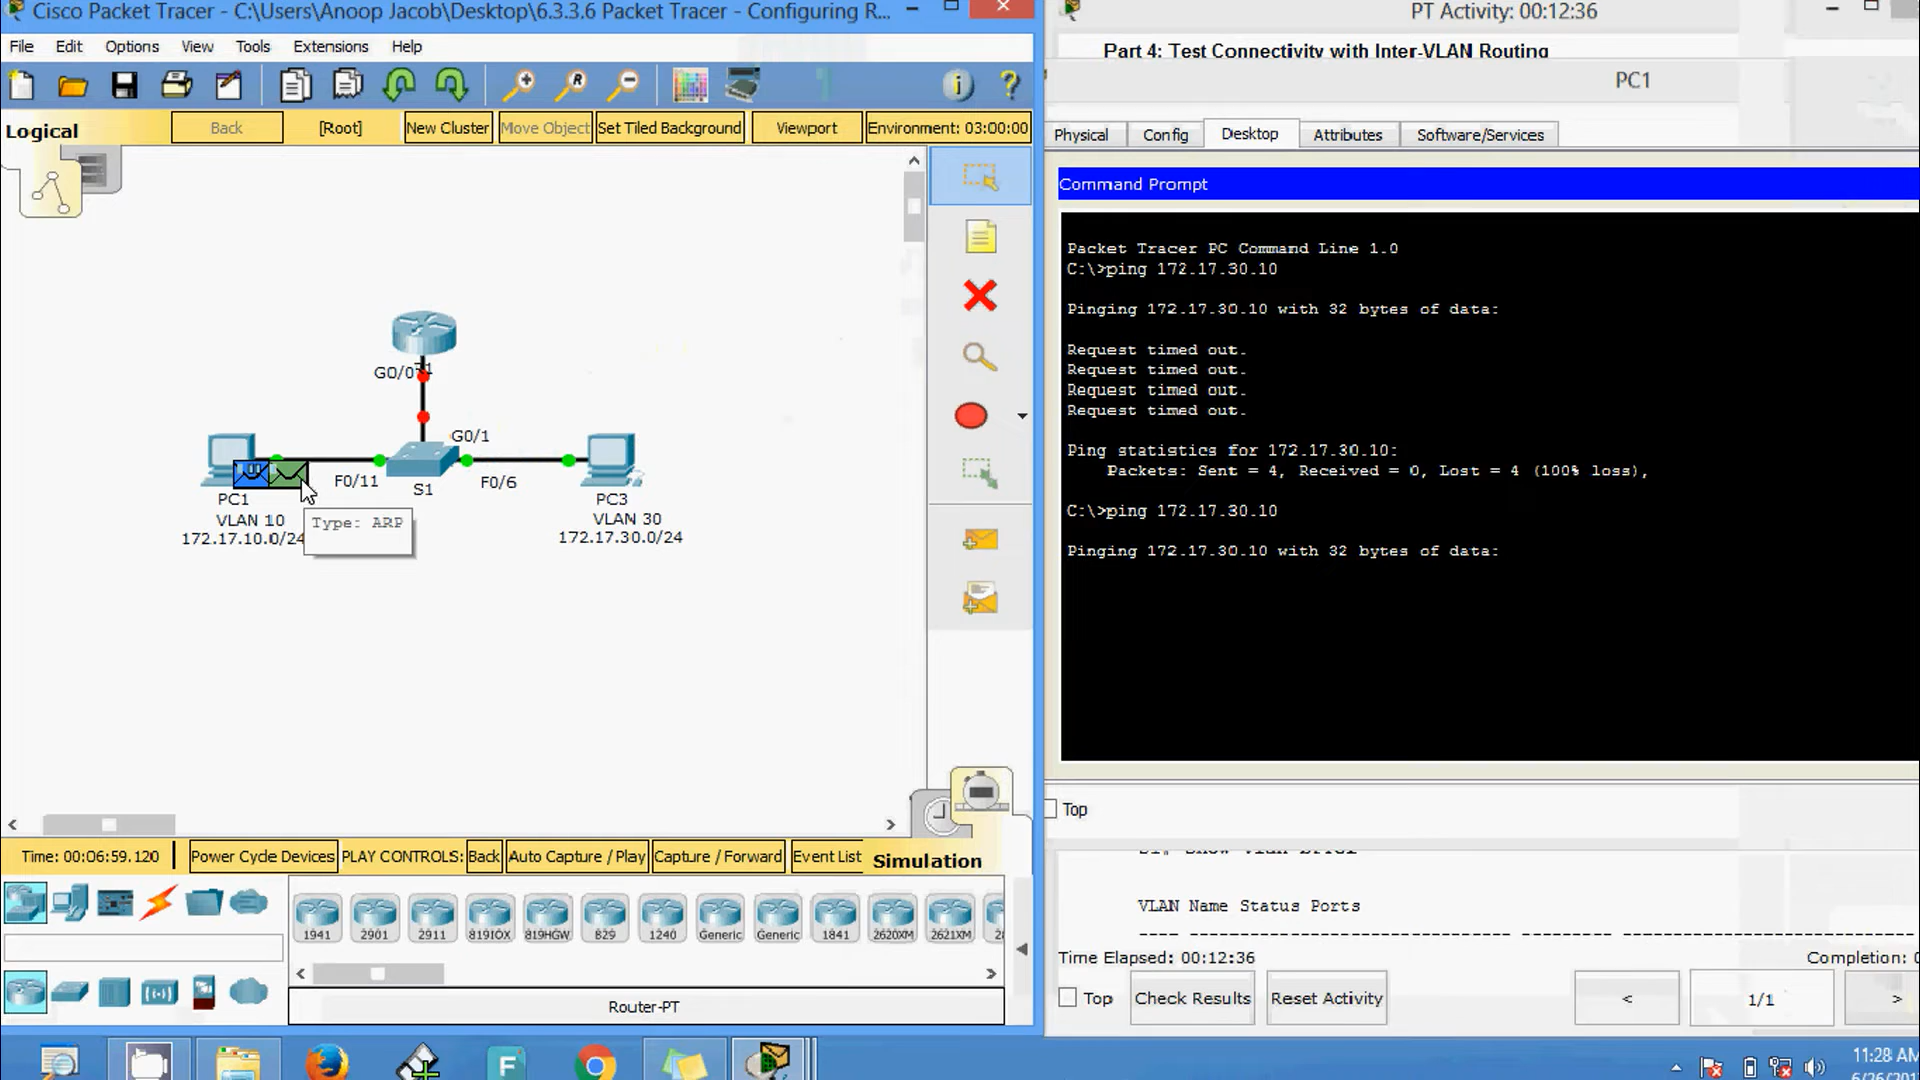 Cisco Packet Tracer - C:\Users\Anoop Jacob\Desktop\6.3.3.6 Packet Tracer - Configuring R...
File Edit Options View Tools Extensions Help
Logical
Back
[Root]
New Cluster
Move Object
Set Tiled Background
Viewport
Environment: 03:00:00
G0/0
G0/1
F0/11
S1
F0/6
PC1
VLAN 10
172.17.10.0/24
Type: ARP
PC3
VLAN 30
172.17.30.0/24
Time: 00:06:59.120
Power Cycle Devices
PLAY CONTROLS:
Back
Auto Capture / Play
Capture / Forward
Event List
Simulation
1941
2901
2911
819IOX
819HGW
829
1240
Generic
Generic
1841
2620XM
2621XM
Router-PT
PT Activity: 00:12:36
Part 4: Test Connectivity with Inter-VLAN Routing
PC1
Physical
Config
Desktop
Attributes
Software/Services
Command Prompt
Packet Tracer PC Command Line 1.0
C:\>ping 172.17.30.10
Pinging 172.17.30.10 with 32 bytes of data:
Request timed out.
Request timed out.
Request timed out.
Request timed out.
Ping statistics for 172.17.30.10:
Packets: Sent = 4, Received = 0, Lost = 4 (100% loss),
C:\>ping 172.17.30.10
Pinging 172.17.30.10 with 32 bytes of data:
Top
VLAN Name Status Ports
---- -------------------------------- --------- -------------------------------
Time Elapsed: 00:12:36
Completion:
Top
Check Results
Reset Activity
<
1/1
>
11:28 AM